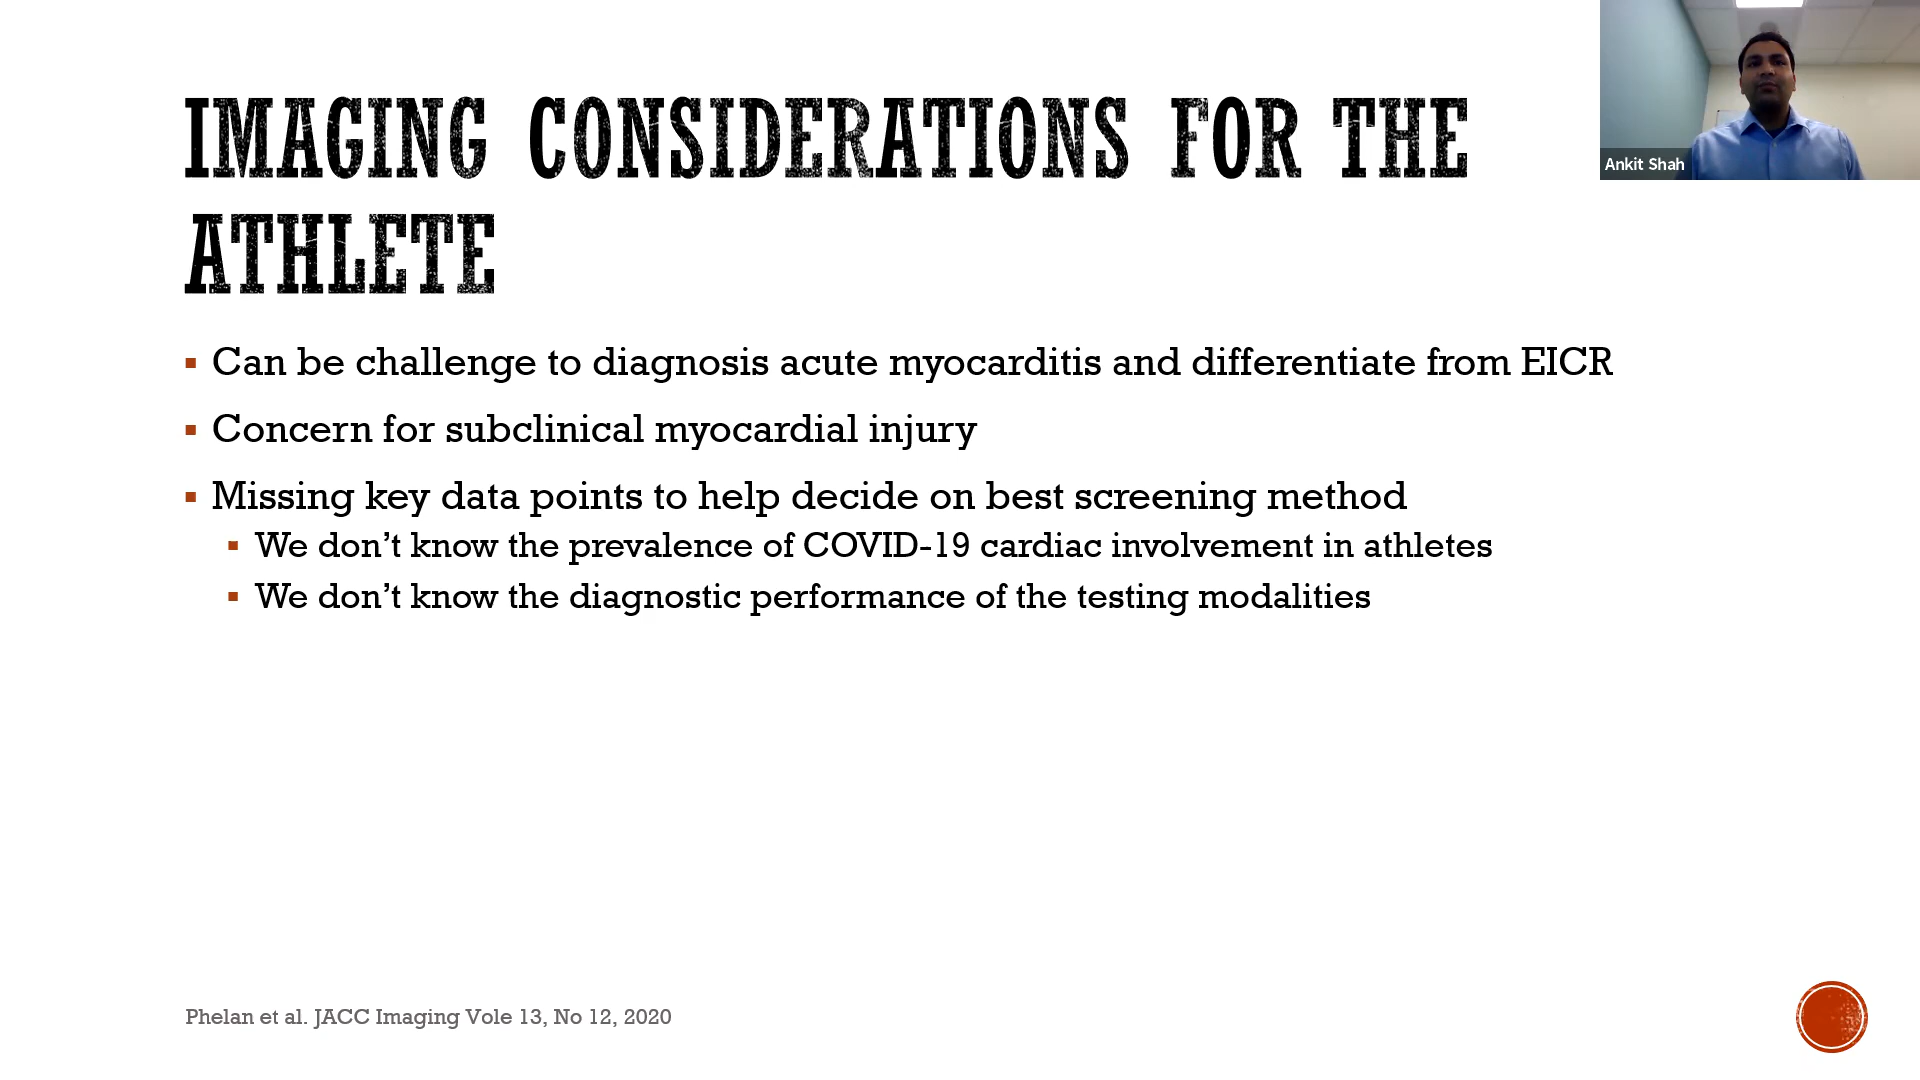 IMAGING CONSIDERATIONS FOR THE
ATHLETE
Ankit Shah
▪ Can be challenge to diagnosis acute myocarditis and differentiate from EICR
▪ Concern for subclinical myocardial injury
▪ Missing key data points to help decide on best screening method
▪ We don’t know the prevalence of COVID-19 cardiac involvement in athletes
▪ We don’t know the diagnostic performance of the testing modalities
Phelan et al. JACC Imaging Vole 13, No 12, 2020